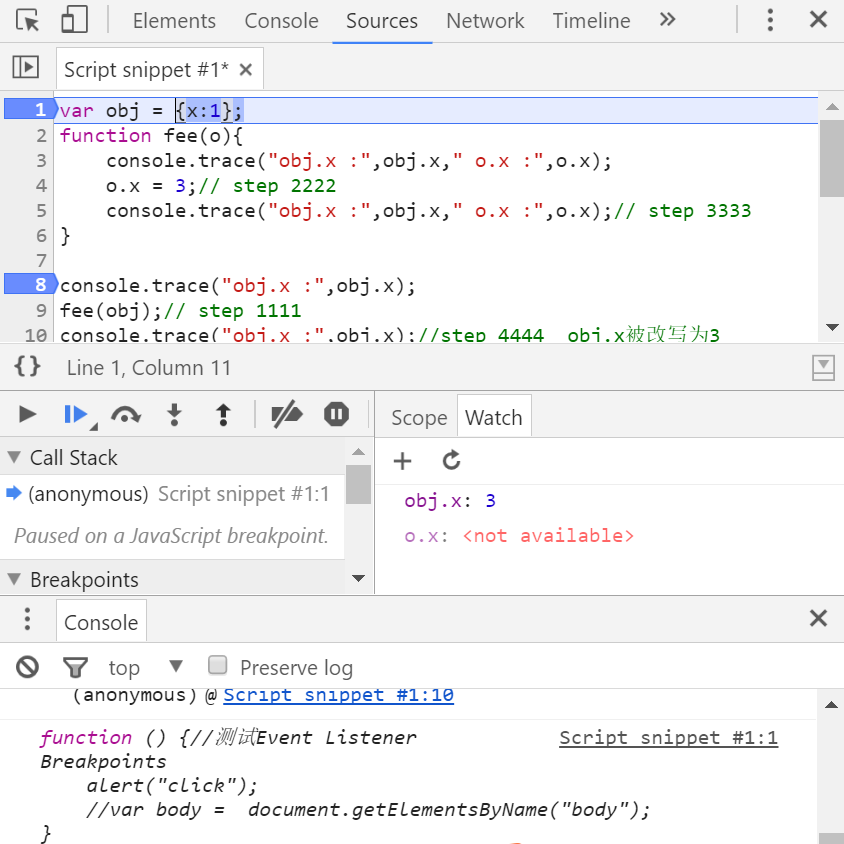 Elements Console Sources Network Timeline »
Script snippet #1* ×
1 var obj = {x:1};
2 function fee(o){
3 console.trace("obj.x :",obj.x," o.x :",o.x);
4 o.x = 3;// step 2222
5 console.trace("obj.x :",obj.x," o.x :",o.x);// step 3333
6 }
7
8 console.trace("obj.x :",obj.x);
9 fee(obj);// step 1111
10 console.trace("obj.x :",obj.x);//step 4444 obj.x被改写为3
{} Line 1, Column 11
Scope Watch
Call Stack
(anonymous) Script snippet #1:1
Paused on a JavaScript breakpoint.
Breakpoints
obj.x: 3
o.x: <not available>
Console
top Preserve log
(anonymous) @ Script snippet #1:10
function () {//测试Event Listener Script snippet #1:1
Breakpoints
alert("click");
//var body = document.getElementsByName("body");
}